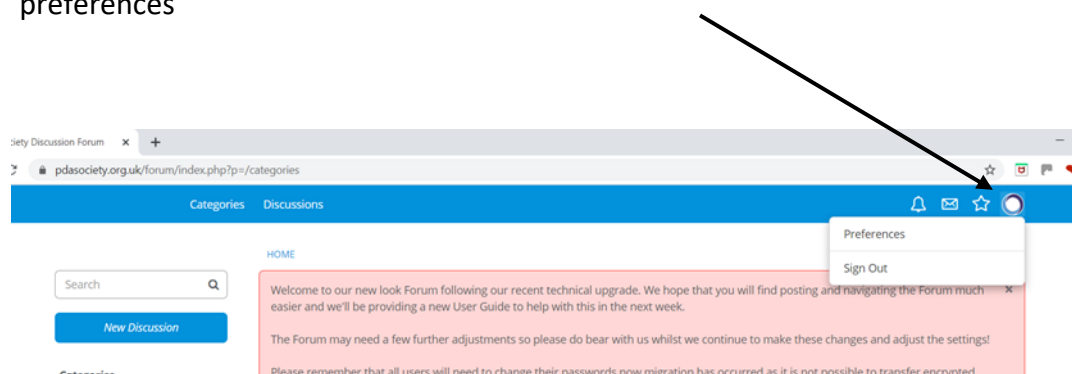 preferences
iety Discussion Forum x +
pdasociety.org.uk/forum/index.php?p=/categories
Categories Discussions
Preferences
HOME
Sign Out
Search
Welcome to our new look Forum following our recent technical upgrade. We hope that you will find posting and navigating the Forum much
easier and we'll be providing a new User Guide to help with this in the next week.
New Discussion
The Forum may need a few further adjustments so please do bear with us whilst we continue to make these changes and adjust the settings!
Categories
Please remember that all users will need to change their passwords now migration has occurred as it is not possible to transfer encrypted